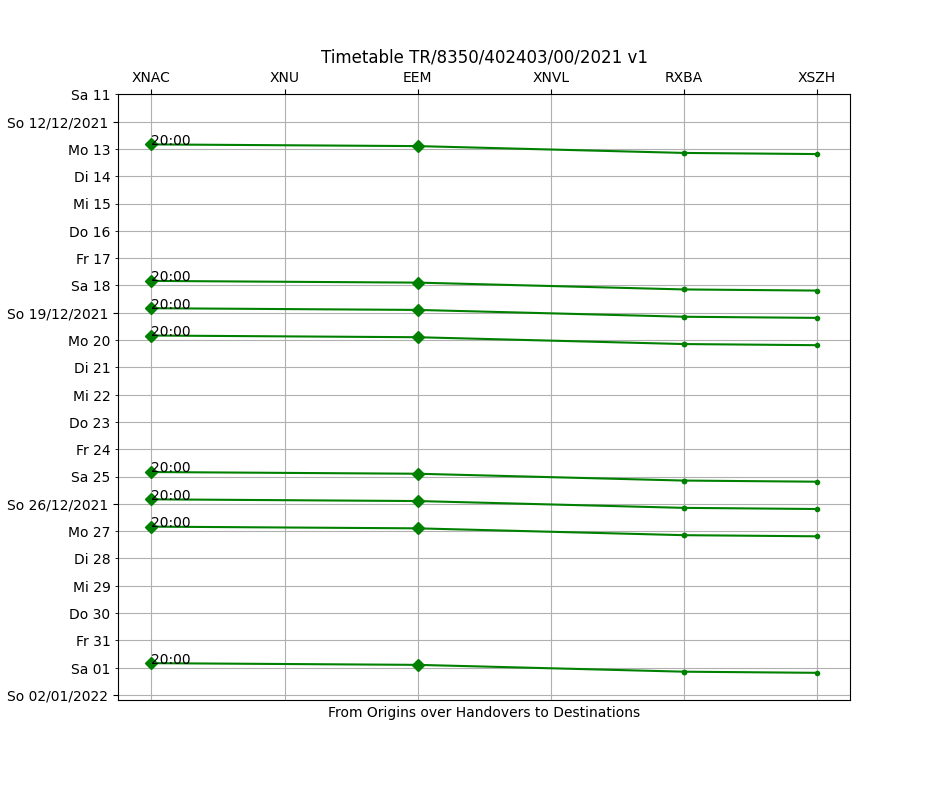 Timetable TR/8350/402403/00/2021 v1
XNAC XNU EEM XNVL RXBA XSZH
Sa 11
So 12/12/2021
20:00
Mo 13
Di 14
Mi 15
Do 16
Fr 17
20:00
Sa 18
20:00
So 19/12/2021
20:00
Mo 20
Di 21
Mi 22
Do 23
Fr 24
20:00
Sa 25
20:00
So 26/12/2021
20:00
Mo 27
Di 28
Mi 29
Do 30
Fr 31
20:00
Sa 01
So 02/01/2022
From Origins over Handovers to Destinations